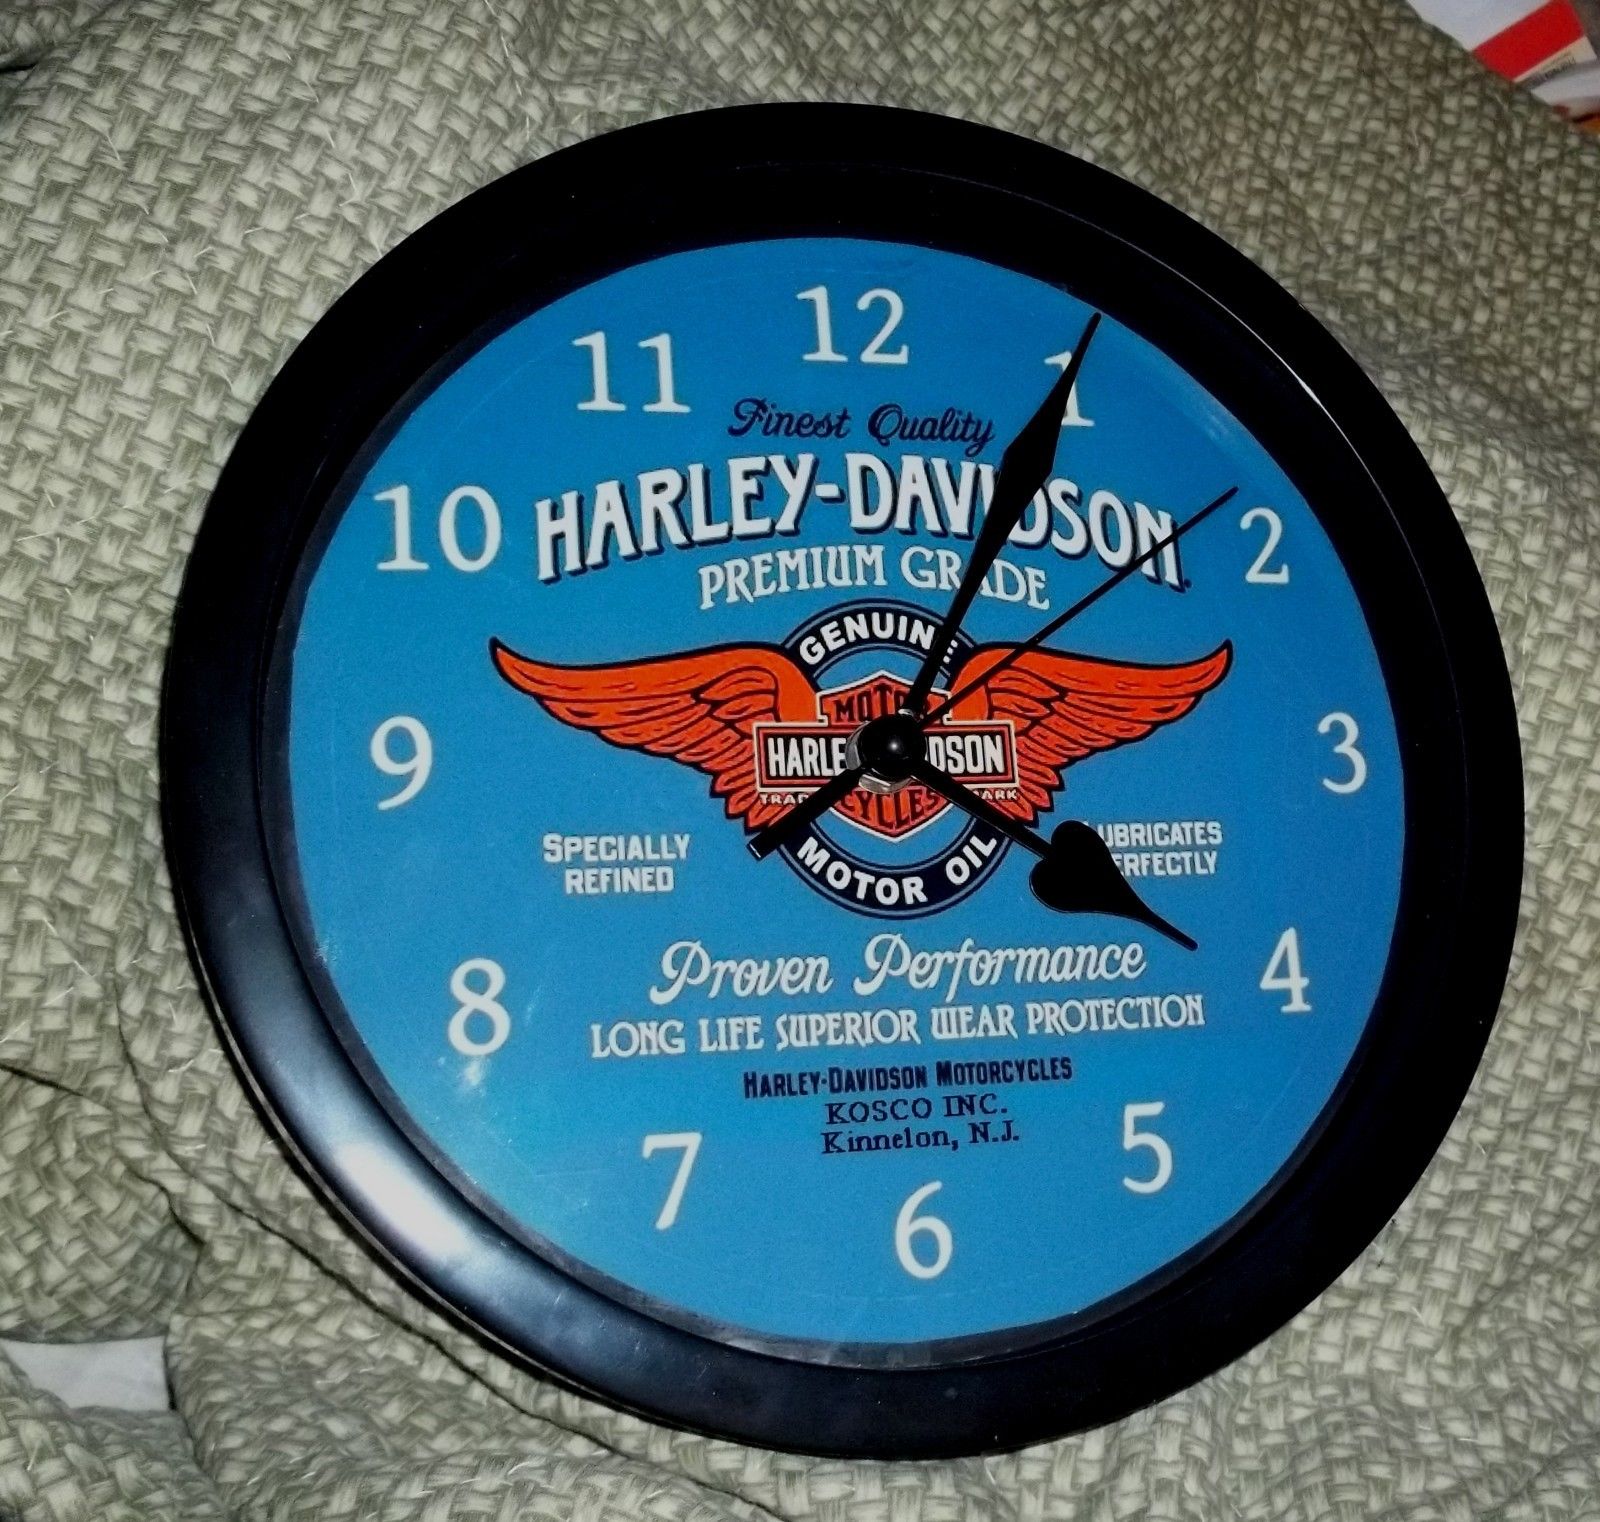 12
11
1
10
2
9
3
8
4
7
5
6
Finest Quality
HARLEY-DAVIDSON
PREMIUM GRADE
GENUINE
MOTOR
HARLEY-DAVIDSON
CYCLES
MOTOR OIL
SPECIALLY
REFINED
LUBRICATES
PERFECTLY
Proven Performance
LONG LIFE SUPERIOR WEAR PROTECTION
HARLEY-DAVIDSON MOTORCYCLES
KOSCO INC.
Kinnelon, N.J.